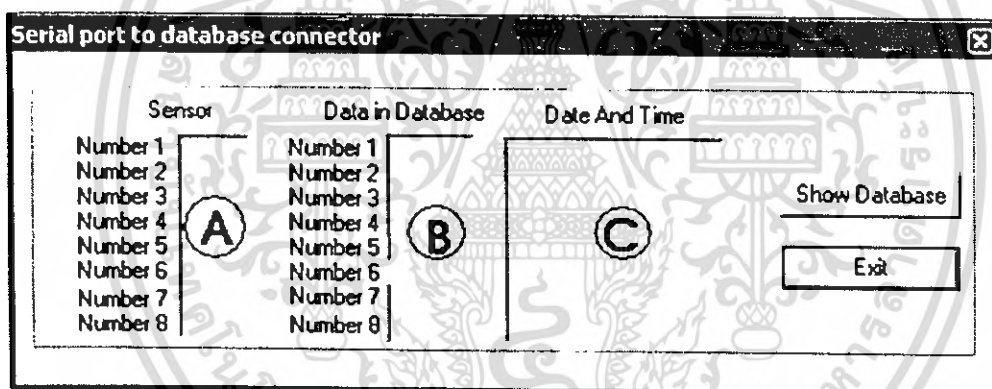 Serial port to database connector
Sensor Data in Database Date And Time
Number 1 Number 1
Number 2 Number 2
Number 3 Number 3
Number 4 Number 4
Number 5 Number 5
Number 6 Number 6
Number 7 Number 7
Number 8 Number 8
A B C
Show Database
Exit